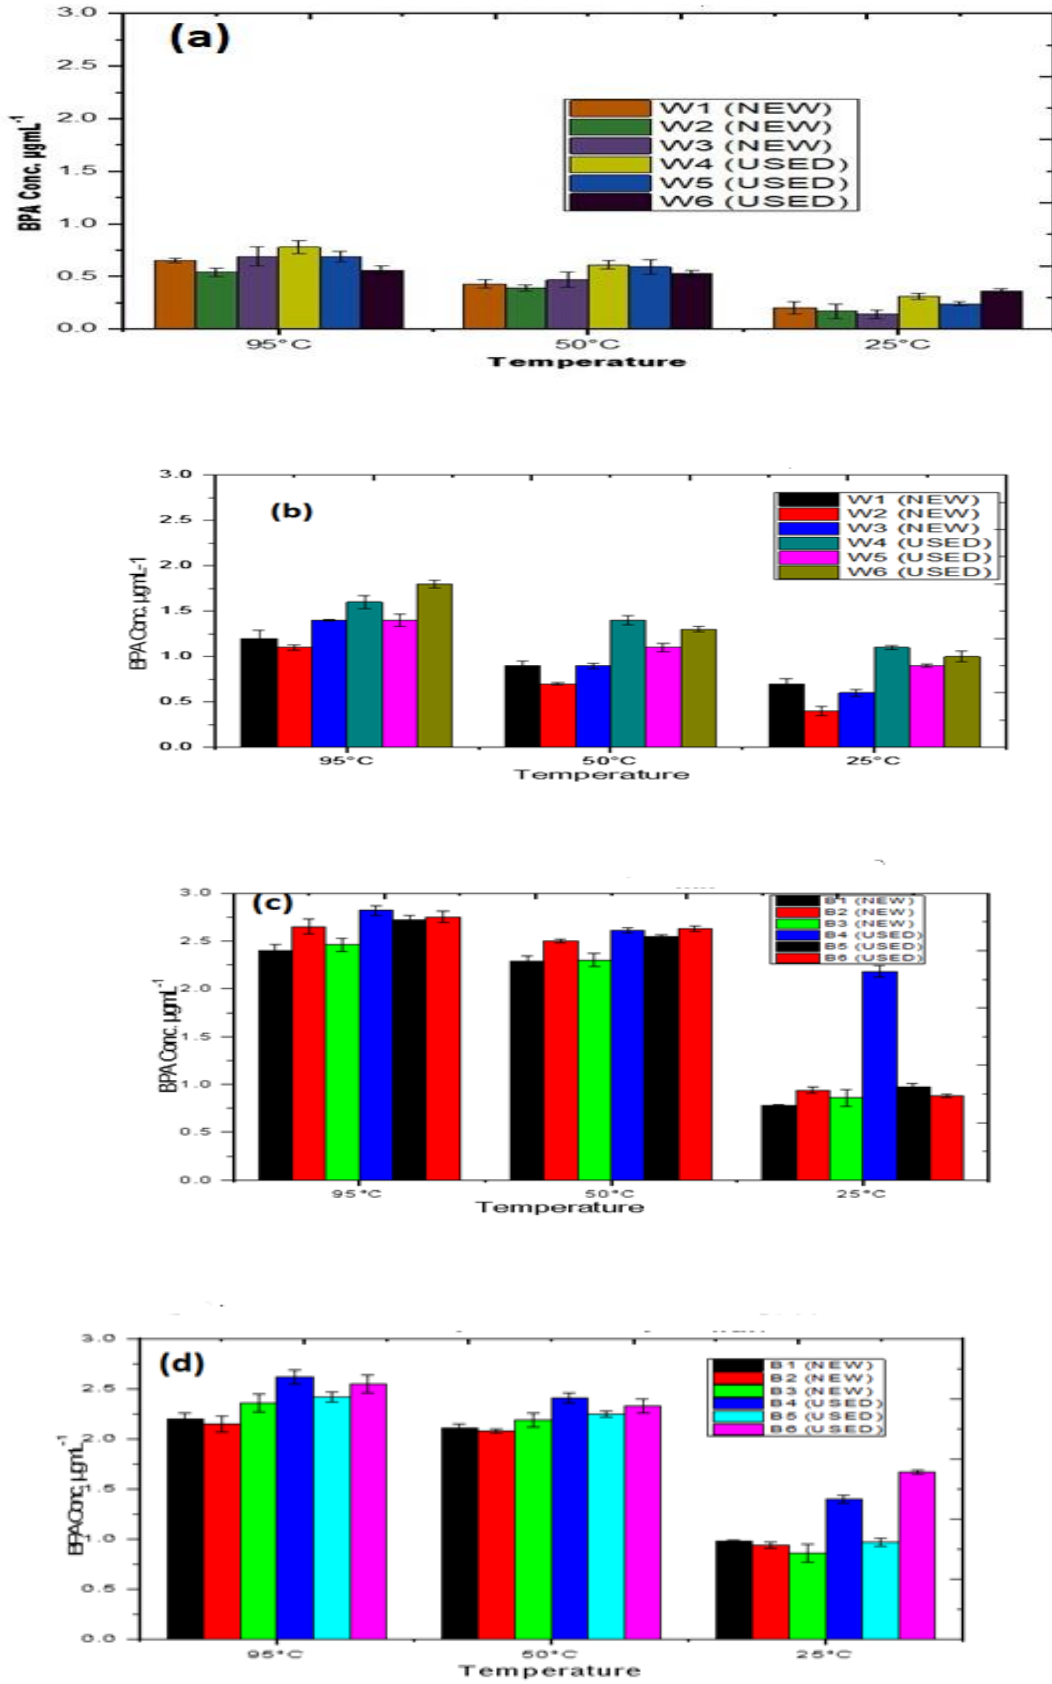 (a)
3.0
2.5
2.0
1.5
1.0
0.5
0.0
BPA Conc. µgmL-1
W1 (NEW)
W2 (NEW)
W3 (NEW)
W4 (USED)
W5 (USED)
W6 (USED)
95°C 50°C 25°C
Temperature
(b)
3.0
2.5
2.0
1.5
1.0
0.5
0.0
BPA Conc. µgmL-1
W1 (NEW)
W2 (NEW)
W3 (NEW)
W4 (USED)
W5 (USED)
W6 (USED)
95°C 50°C 25°C
Temperature
(c)
3.0
2.5
2.0
1.5
1.0
0.5
0.0
BPA Conc. µgmL-1
B1 (NEW)
B2 (NEW)
B3 (NEW)
B4 (USED)
B5 (USED)
B6 (USED)
95°C 50°C 25°C
Temperature
(d)
3.0
2.5
2.0
1.5
1.0
0.5
0.0
BPA Conc. µgmL-1
B1 (NEW)
B2 (NEW)
B3 (NEW)
B4 (USED)
B5 (USED)
B6 (USED)
95°C 50°C 25°C
Temperature